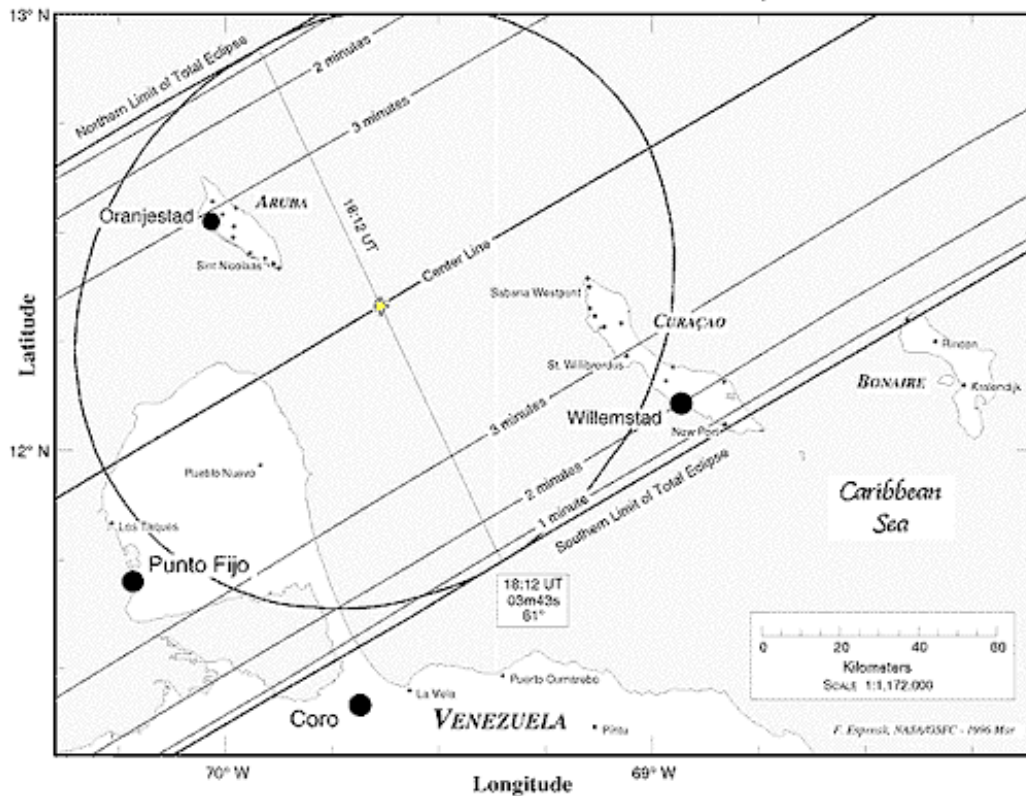 13° N
Northern Limit of Total Eclipse
2 minutes
3 minutes
18:12 UT
Oranjestad
ARUBA
Sint Nicolaas
Center Line
Sabana Westpunt
CURAÇAO
St. Willibrordus
Rincon
BONAIRE
Kralendijk
Willemstad
New Port
Latitude
12° N
3 minutes
Pueblo Nuevo
2 minutes
1 minute
Southern Limit of Total Eclipse
Caribbean
Sea
Los Taques
Punto Fijo
18:12 UT
03m43s
61°
0 20 40 60
Kilometers
SCALE 1:1,172,000
Puerto Cumarebo
La Vela
Coro
VENEZUELA
Piritu
F. Espenak, NASA/GSFC - 1996 Mar
70° W
69° W
Longitude